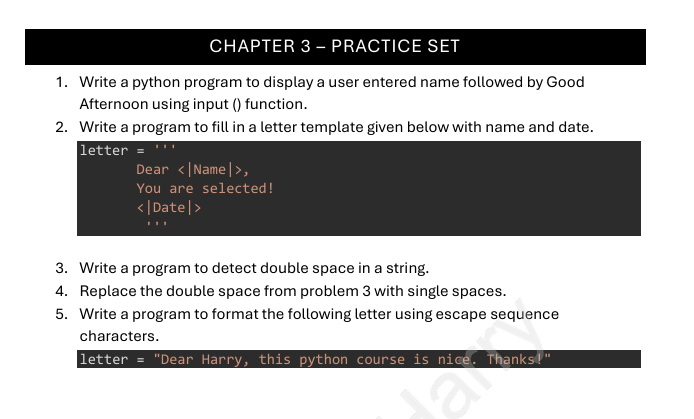 CHAPTER 3 – PRACTICE SET
1. Write a python program to display a user entered name followed by Good
Afternoon using input () function.
2. Write a program to fill in a letter template given below with name and date.
letter = '''
Dear <|Name|>,
You are selected!
<|Date|>
'''
3. Write a program to detect double space in a string.
4. Replace the double space from problem 3 with single spaces.
5. Write a program to format the following letter using escape sequence
characters.
letter = "Dear Harry, this python course is nice. Thanks!"
Harry